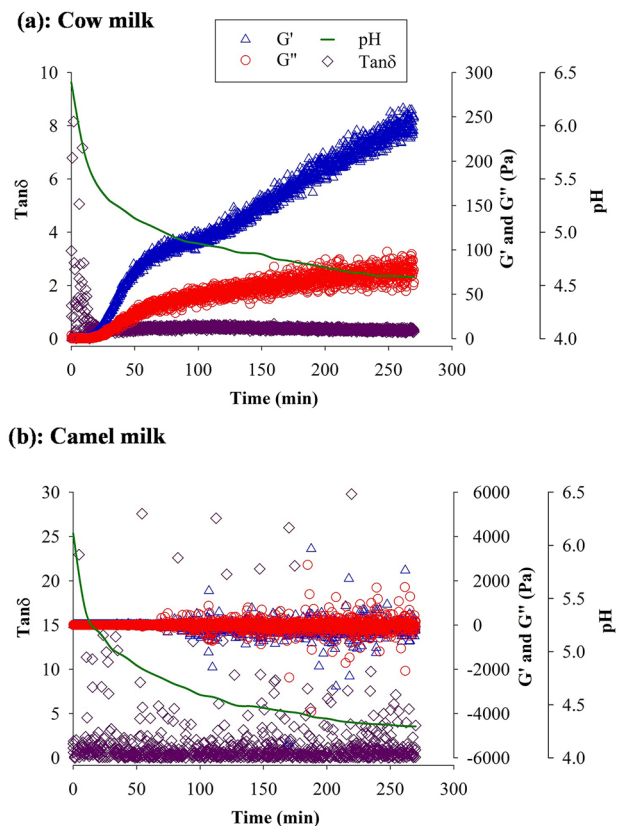 (a): Cow milk
G' pH
G" Tanδ
10 300 6.5
8 250 6.0
6 200 5.5
150
4 100 5.0
2 50 4.5
0 0 4.0
Tanδ
G' and G" (Pa)
pH
0 50 100 150 200 250 300
Time (min)
(b): Camel milk
30 6000 6.5
25 4000 6.0
20 2000 5.5
15 0
10 -2000 5.0
5 -4000 4.5
0 -6000 4.0
Tanδ
G' and G" (Pa)
pH
0 50 100 150 200 250 300
Time (min)